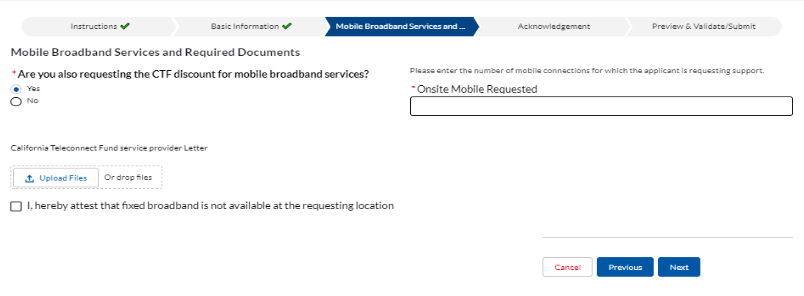 Instructions
Basic Information
Mobile Broadband Services and ...
Acknowledgement
Preview & Validate/Submit
Mobile Broadband Services and Required Documents
*Are you also requesting the CTF discount for mobile broadband services?
Yes
No
Please enter the number of mobile connections for which the applicant is requesting support.
*Onsite Mobile Requested
California Teleconnect Fund service provider Letter
Upload Files
Or drop files
I, hereby attest that fixed broadband is not available at the requesting location
Cancel
Previous
Next